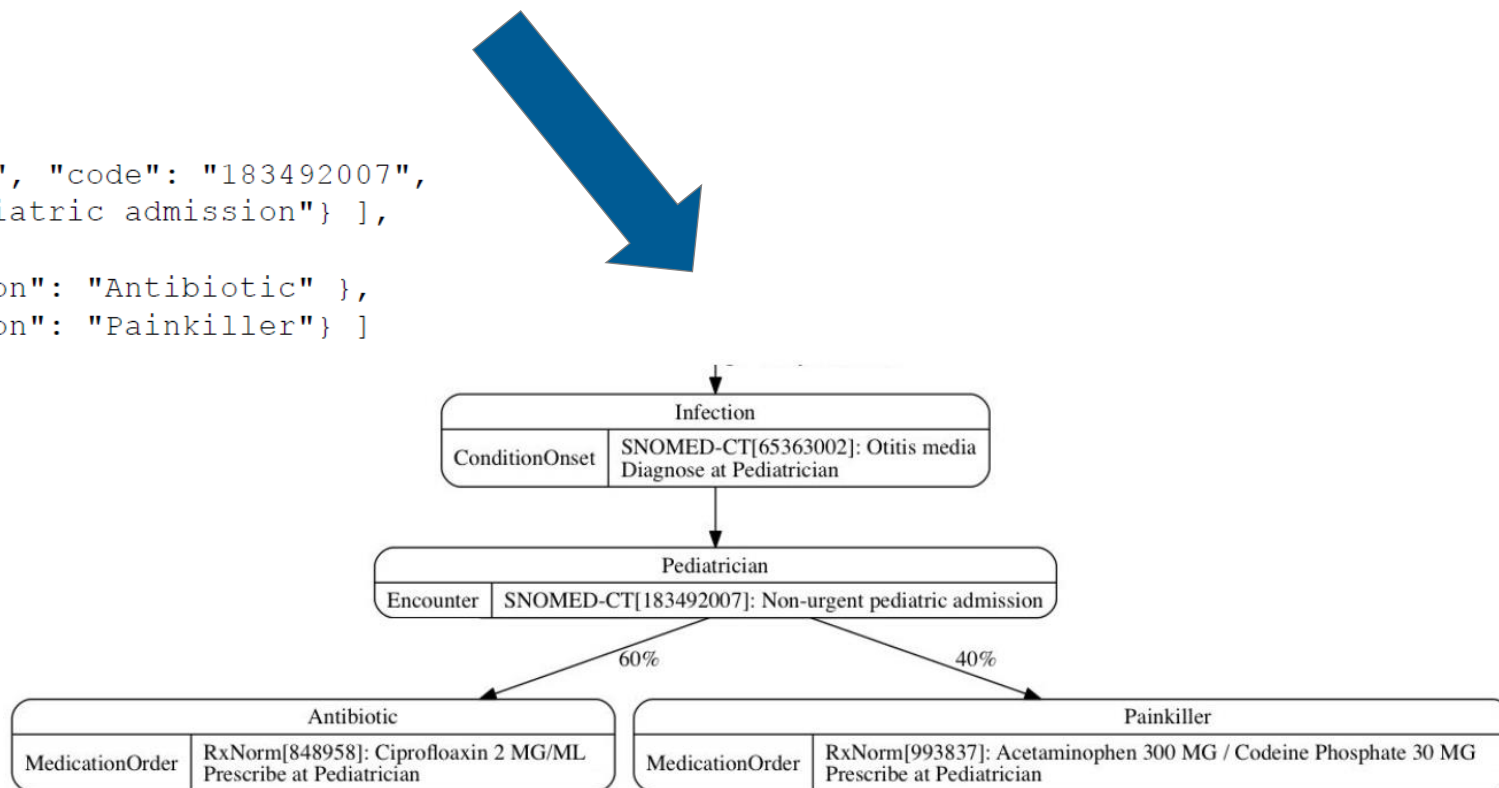 ", "code": "183492007",
iatric admission"} ],
on": "Antibiotic" },
on": "Painkiller"} ]
Infection
ConditionOnset
SNOMED-CT[65363002]: Otitis media
Diagnose at Pediatrician
Pediatrician
Encounter
SNOMED-CT[183492007]: Non-urgent pediatric admission
60%
40%
Antibiotic
MedicationOrder
RxNorm[848958]: Ciprofloaxin 2 MG/ML
Prescribe at Pediatrician
Painkiller
MedicationOrder
RxNorm[993837]: Acetaminophen 300 MG / Codeine Phosphate 30 MG
Prescribe at Pediatrician